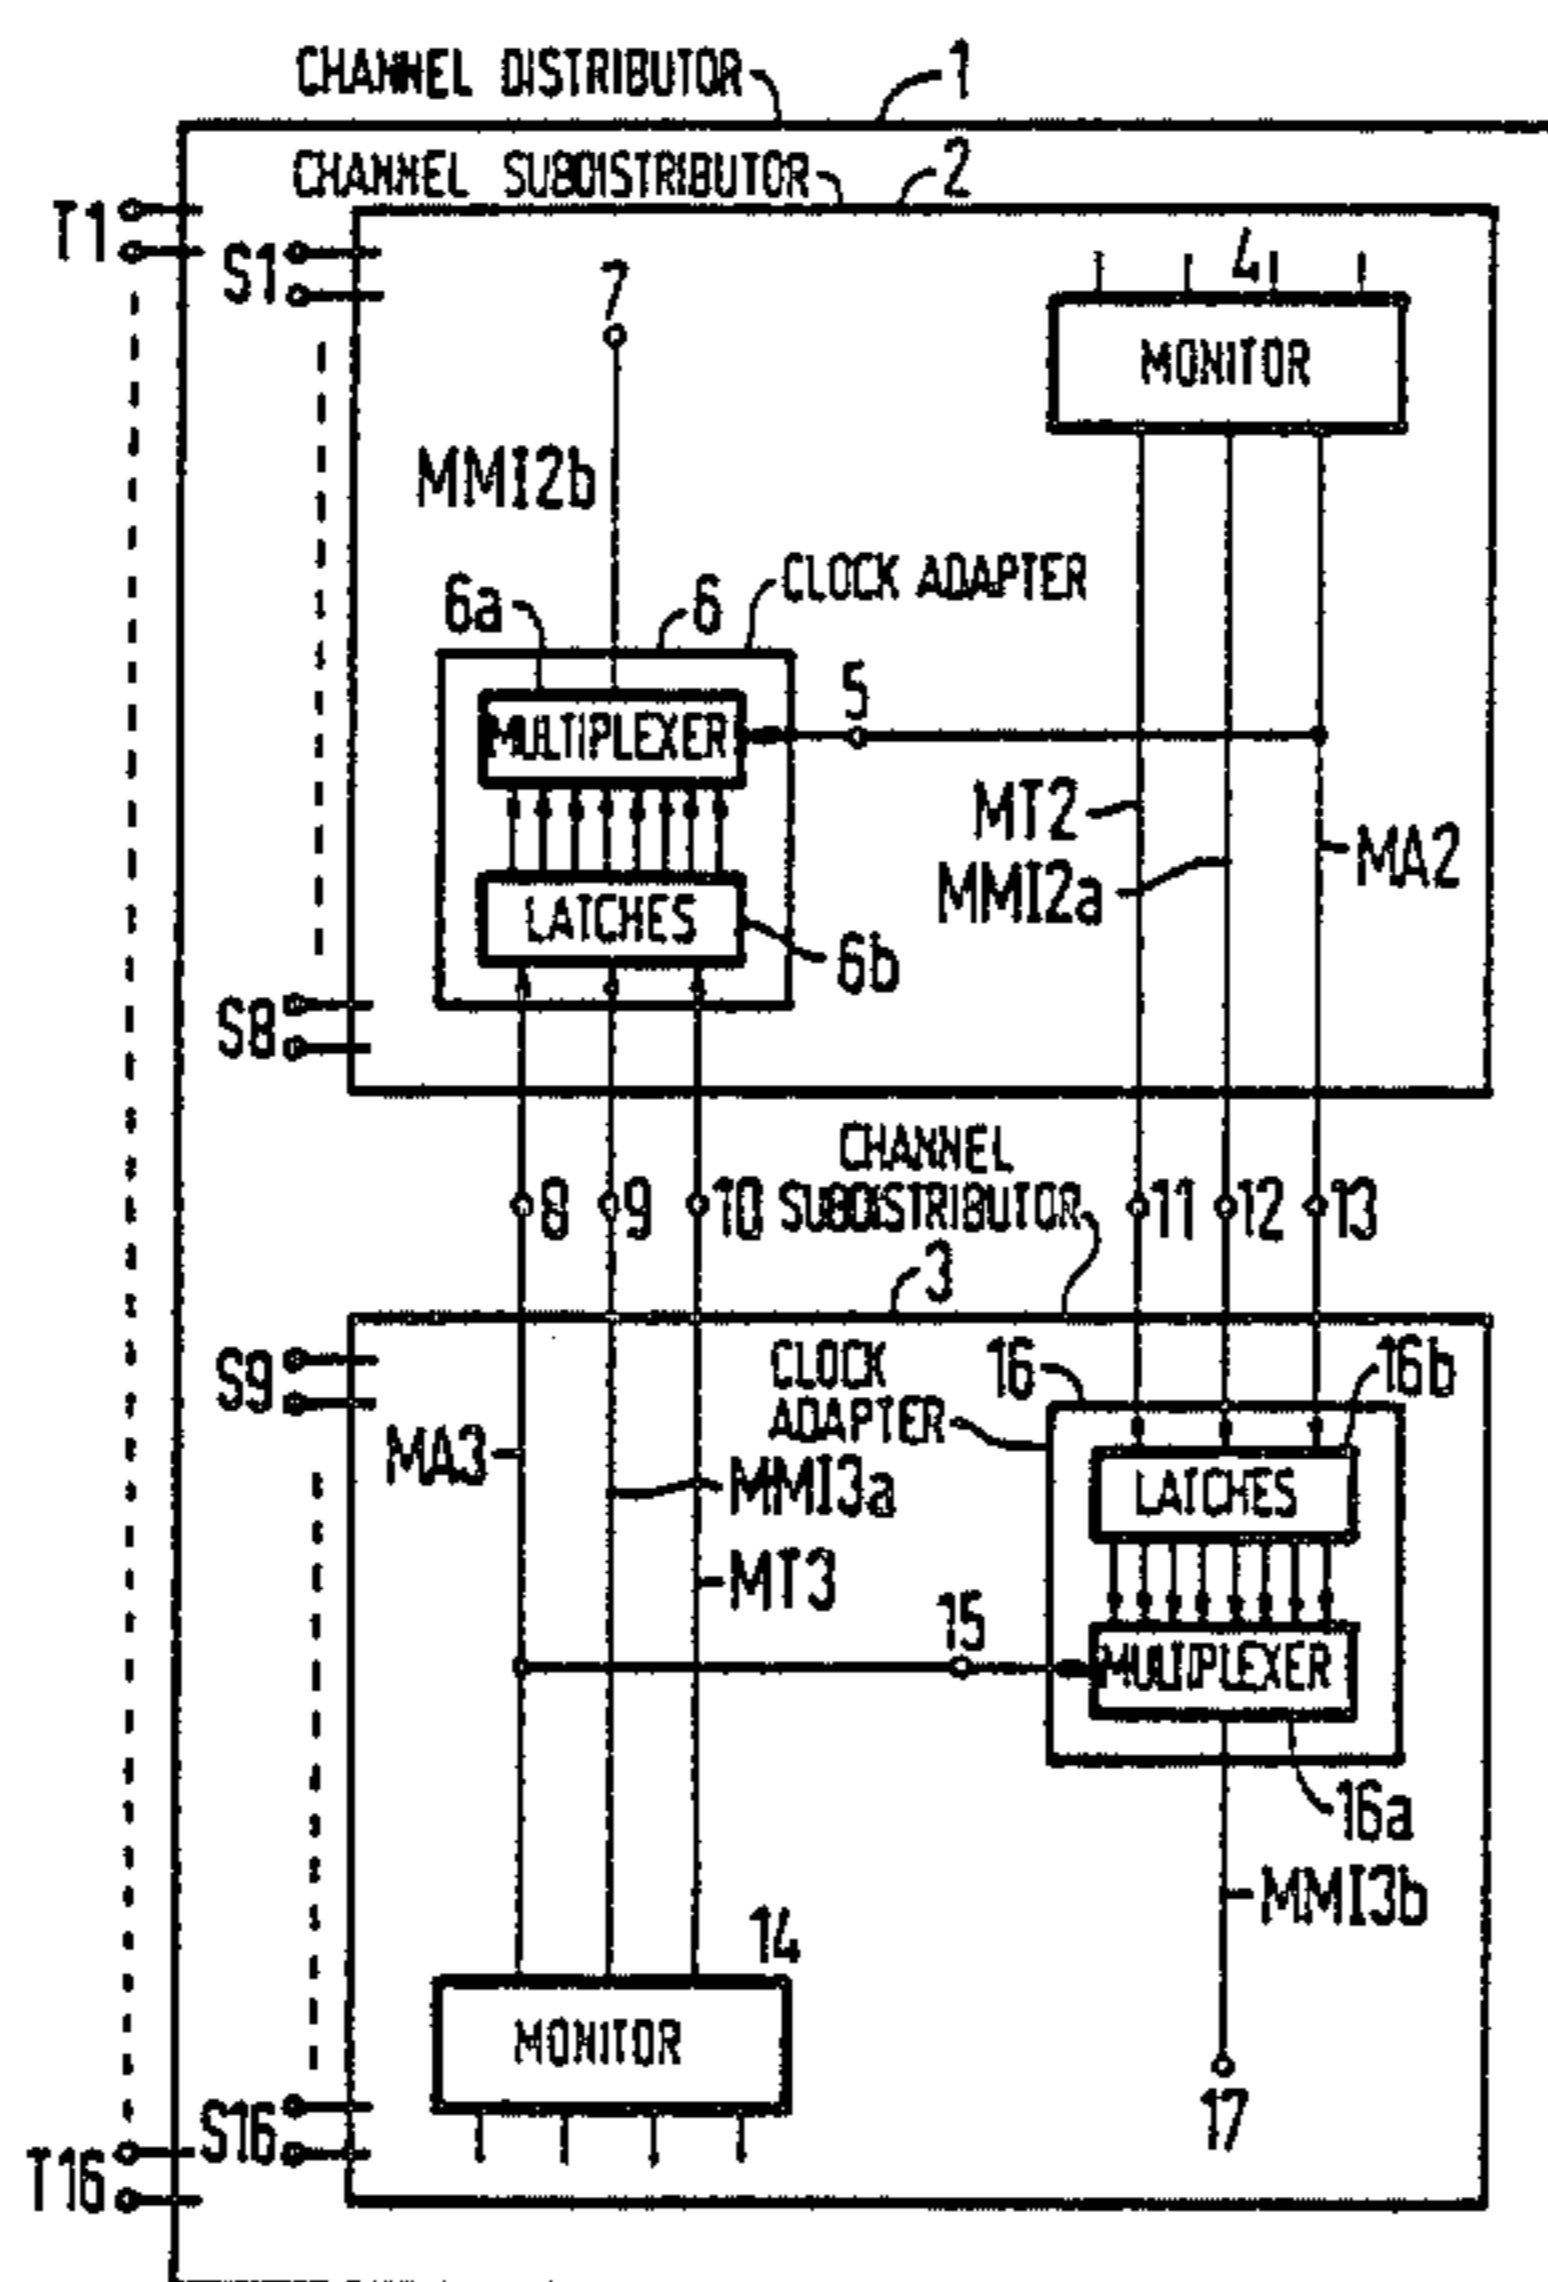 CHANNEL DISTRIBUTOR
1
CHANNEL SUBDISTRIBUTOR
2
T1
S1
7
4
MONITOR
MMI2b
CLOCK ADAPTER
6a
6
5
MULTIPLEXER
MT2
MA2
MMI2a
LATCHES
6b
S8
CHANNEL
SUBDISTRIBUTOR
8
9
10
11
12
13
3
S9
CLOCK
ADAPTER
16
16b
MA3
MMI3a
LATCHES
MT3
15
MULTIPLEXER
16a
MMI3b
14
MONITOR
17
S16
T16